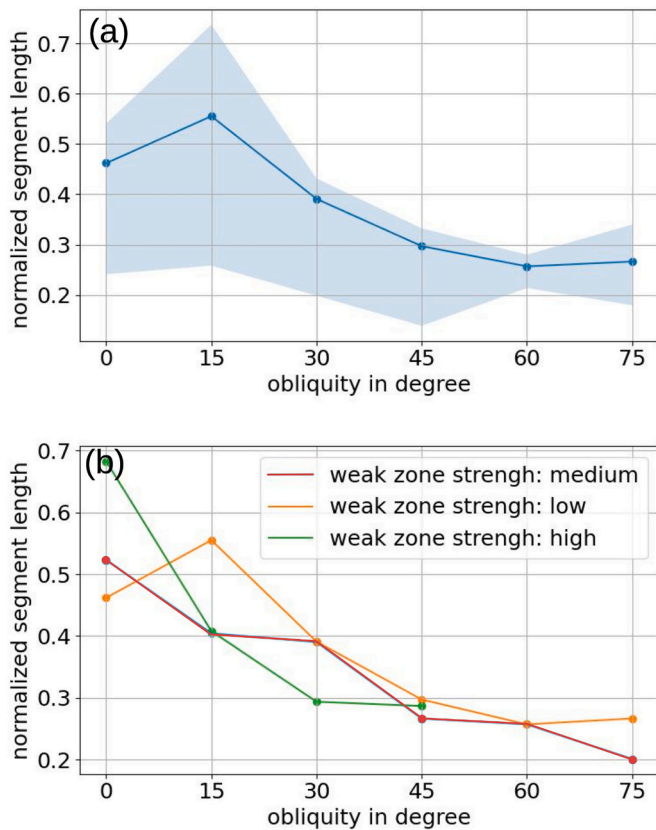 (a)
normalized segment length
0.7
0.6
0.5
0.4
0.3
0.2
0 15 30 45 60 75
obliquity in degree
(b)
normalized segment length
0.7
0.6
0.5
0.4
0.3
0.2
weak zone strengh: medium
weak zone strengh: low
weak zone strengh: high
0 15 30 45 60 75
obliquity in degree